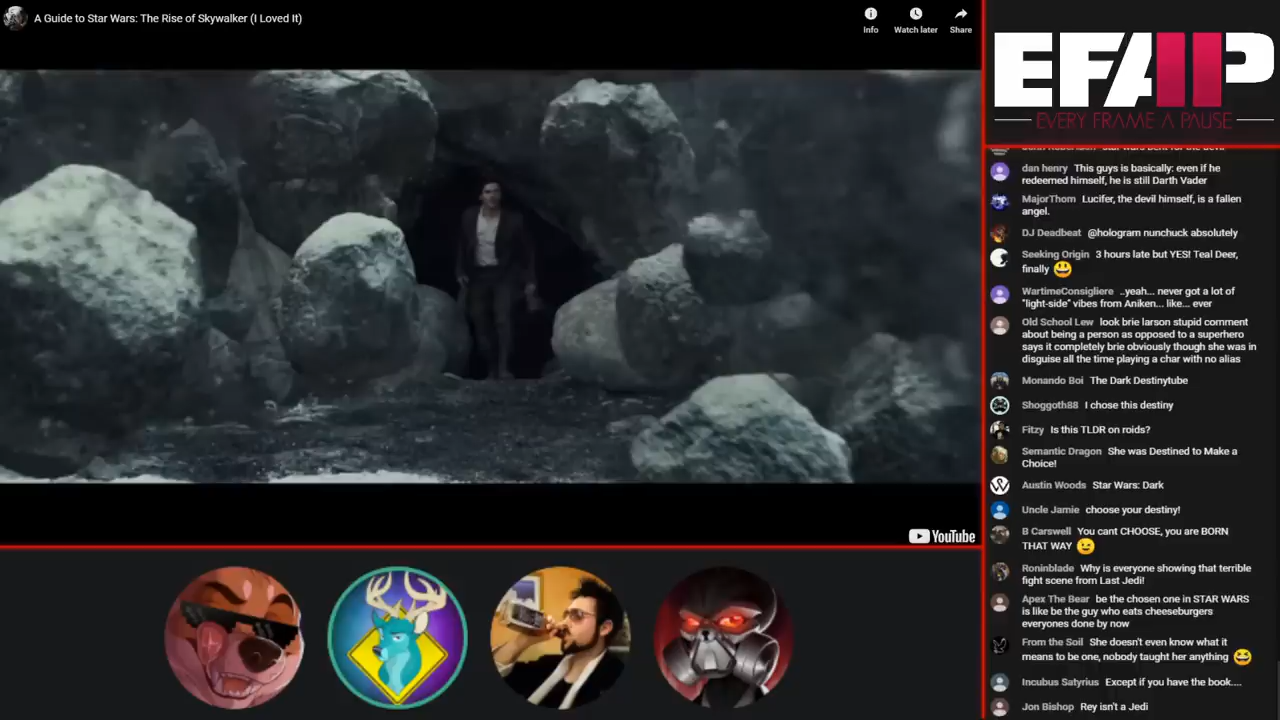 A Guide to Star Wars: The Rise of Skywalker (I Loved It)
Info
Watch later
Share
EFAP
EVERY FRAME A PAUSE
dan henry This guys is basically: even if he
redeemed himself, he is still Darth Vader
MajorThom Lucifer, the devil himself, is a fallen
angel.
DJ Deadbeat @hologram nunchuck absolutely
Seeking Origin 3 hours late but YES! Teal Deer,
finally
WartimeConsigliere ..yeah... never got a lot of
"light-side" vibes from Aniken... like... ever
Old School Lew look brie larson stupid comment
about being a person as opposed to a superhero
says it completely brie obviously though she was in
disguise all the time playing a char with no alias
Monando Boi The Dark Destinytube
Shoggoth88 I chose this destiny
Fitzy Is this TLDR on roids?
Semantic Dragon She was Destined to Make a
Choice!
Austin Woods Star Wars: Dark
Uncle Jamie choose your destiny!
B Carswell You cant CHOOSE, you are BORN
THAT WAY
Roninblade Why is everyone showing that terrible
fight scene from Last Jedi!
Apex The Bear be the chosen one in STAR WARS
is like be the guy who eats cheeseburgers
everyones done by now
From the Soil She doesn't even know what it
means to be one, nobody taught her anything
Incubus Satyrius Except if you have the book....
Jon Bishop Rey isn't a Jedi
YouTube